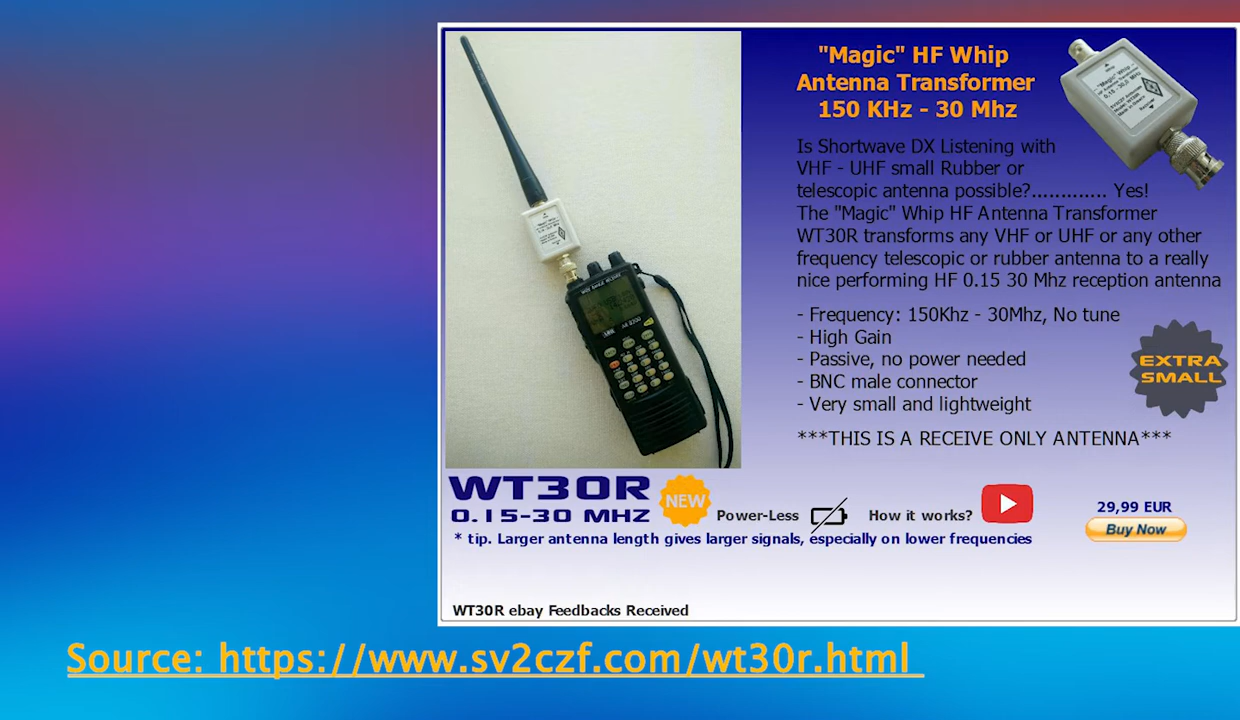 "Magic" HF Whip
Antenna Transformer
150 KHz - 30 Mhz
Is Shortwave DX Listening with
VHF - UHF small Rubber or
telescopic antenna possible?............. Yes!
The "Magic" Whip HF Antenna Transformer
WT30R transforms any VHF or UHF or any other
frequency telescopic or rubber antenna to a really
nice performing HF 0.15 30 Mhz reception antenna
- Frequency: 150Khz - 30Mhz, No tune
- High Gain
- Passive, no power needed
- BNC male connector
- Very small and lightweight
EXTRA
SMALL
***THIS IS A RECEIVE ONLY ANTENNA***
WT30R
0.15-30 MHZ
NEW
Power-Less
How it works?
29,99 EUR
Buy Now
* tip. Larger antenna length gives larger signals, especially on lower frequencies
WT30R ebay Feedbacks Received
Source: https://www.sv2czf.com/wt30r.html